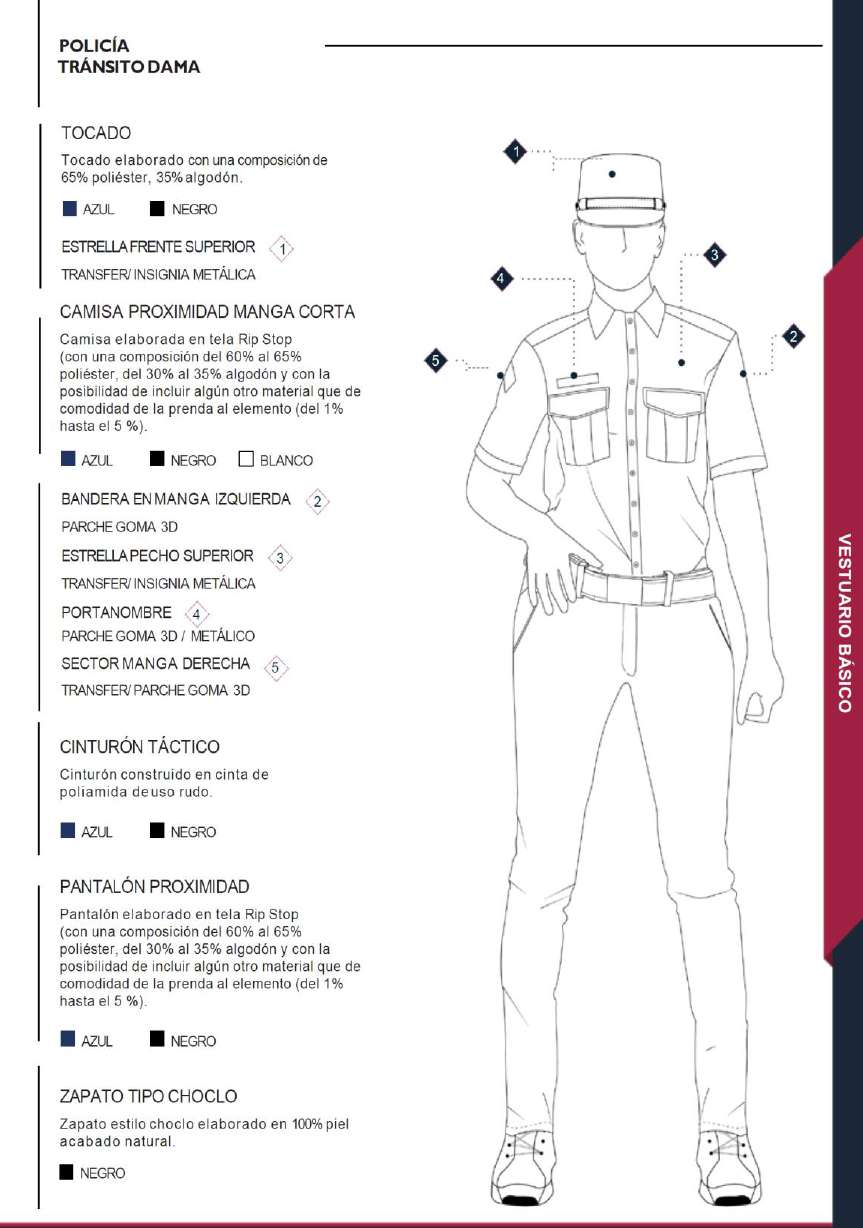 POLICÍA
TRÁNSITO DAMA
TOCADO
Tocado elaborado con una composición de
65% poliéster, 35% algodón.
AZUL NEGRO
ESTRELLA FRENTE SUPERIOR 1
TRANSFER/ INSIGNIA METÁLICA
CAMISA PROXIMIDAD MANGA CORTA
Camisa elaborada en tela Rip Stop
(con una composición del 60% al 65%
poliéster, del 30% al 35% algodón y con la
posibilidad de incluir algún otro material que de
comodidad de la prenda al elemento (del 1%
hasta el 5 %).
AZUL NEGRO BLANCO
BANDERA EN MANGA IZQUIERDA 2
PARCHE GOMA 3D
ESTRELLA PECHO SUPERIOR 3
TRANSFER/ INSIGNIA METÁLICA
PORTANOMBRE 4
PARCHE GOMA 3D / METÁLICO
SECTOR MANGA DERECHA 5
TRANSFER/ PARCHE GOMA 3D
CINTURÓN TÁCTICO
Cinturón construido en cinta de
poliamida de uso rudo.
AZUL NEGRO
PANTALÓN PROXIMIDAD
Pantalón elaborado en tela Rip Stop
(con una composición del 60% al 65%
poliéster, del 30% al 35% algodón y con la
posibilidad de incluir algún otro material que de
comodidad de la prenda al elemento (del 1%
hasta el 5 %).
AZUL NEGRO
ZAPATO TIPO CHOCLO
Zapato estilo choclo elaborado en 100% piel
acabado natural.
NEGRO
1
3
4
2
5
VESTUARIO BÁSICO